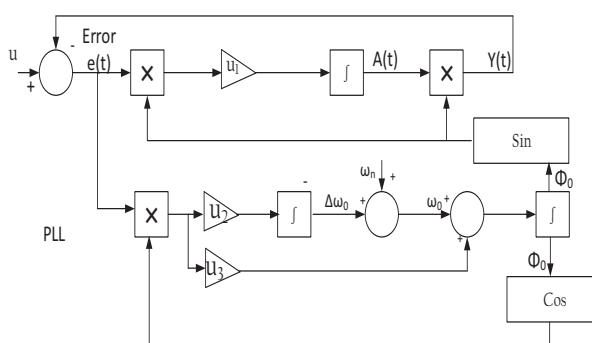 Error
u
-
+
e(t)
×
u1
∫
A(t)
×
Y(t)
Sin
Φ0
ωn
+
PLL
×
u2
-
∫
Δω0
+
ω0
+
+
∫
u3
Φ0
Cos